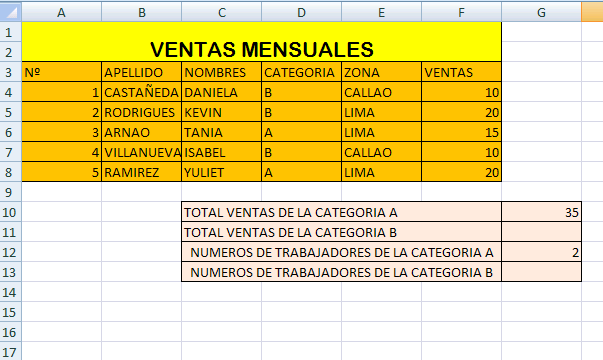 A B C D E F G
1
2 VENTAS MENSUALES
3 Nº APELLIDO NOMBRES CATEGORIA ZONA VENTAS
4 1 CASTAÑEDA DANIELA B CALLAO 10
5 2 RODRIGUES KEVIN B LIMA 20
6 3 ARNAO TANIA A LIMA 15
7 4 VILLANUEVA ISABEL B CALLAO 10
8 5 RAMIREZ YULIET A LIMA 20
9
10 TOTAL VENTAS DE LA CATEGORIA A 35
11 TOTAL VENTAS DE LA CATEGORIA B
12 NUMEROS DE TRABAJADORES DE LA CATEGORIA A 2
13 NUMEROS DE TRABAJADORES DE LA CATEGORIA B
14
15
16
17